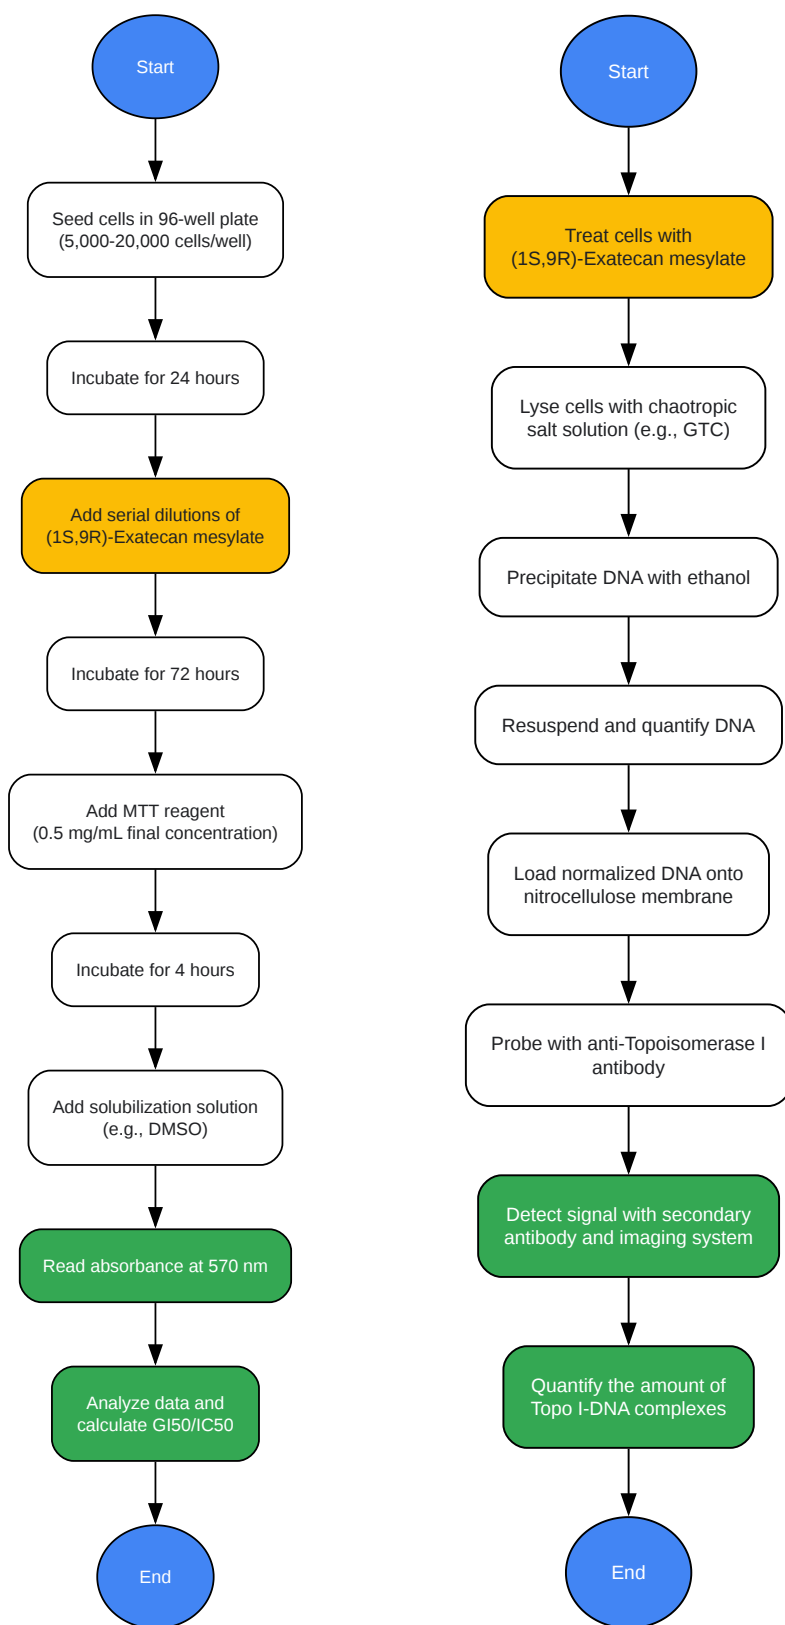 Start
Seed cells in 96-well plate
(5,000-20,000 cells/well)
Incubate for 24 hours
Add serial dilutions of
(1S,9R)-Exatecan mesylate
Incubate for 72 hours
Add MTT reagent
(0.5 mg/mL final concentration)
Incubate for 4 hours
Add solubilization solution
(e.g., DMSO)
Read absorbance at 570 nm
Analyze data and
calculate GI50/IC50
End
Start
Treat cells with
(1S,9R)-Exatecan mesylate
Lyse cells with chaotropic
salt solution (e.g., GTC)
Precipitate DNA with ethanol
Resuspend and quantify DNA
Load normalized DNA onto
nitrocellulose membrane
Probe with anti-Topoisomerase I
antibody
Detect signal with secondary
antibody and imaging system
Quantify the amount of
Topo I-DNA complexes
End